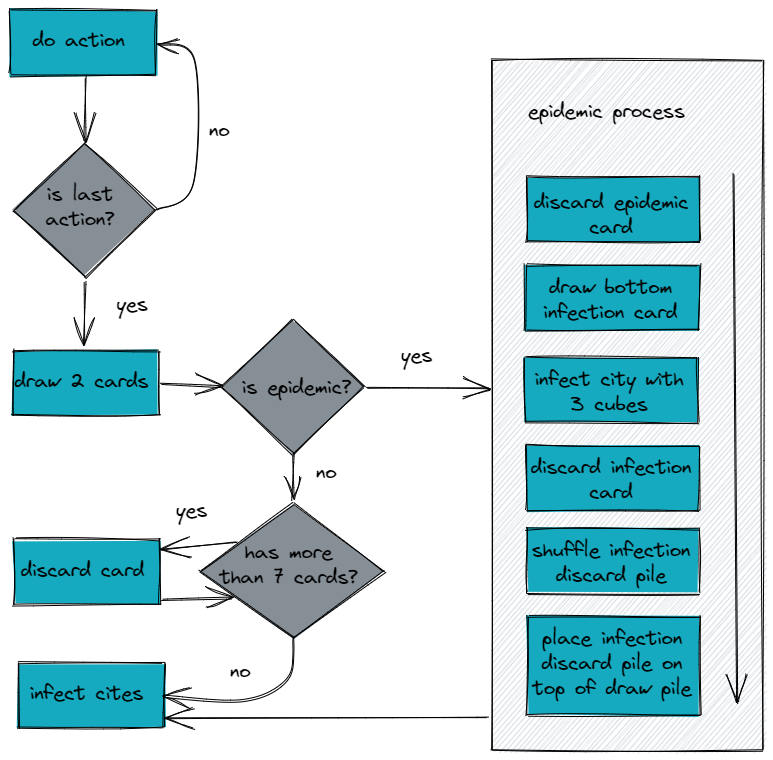 do action
no
is last
action?
yes
draw 2 cards
is epidemic?
yes
no
yes
discard card
has more
than 7 cards?
no
infect cites
epidemic process
discard epidemic
card
draw bottom
infection card
infect city with
3 cubes
discard infection
card
shuffle infection
discard pile
place infection
discard pile on
top of draw pile